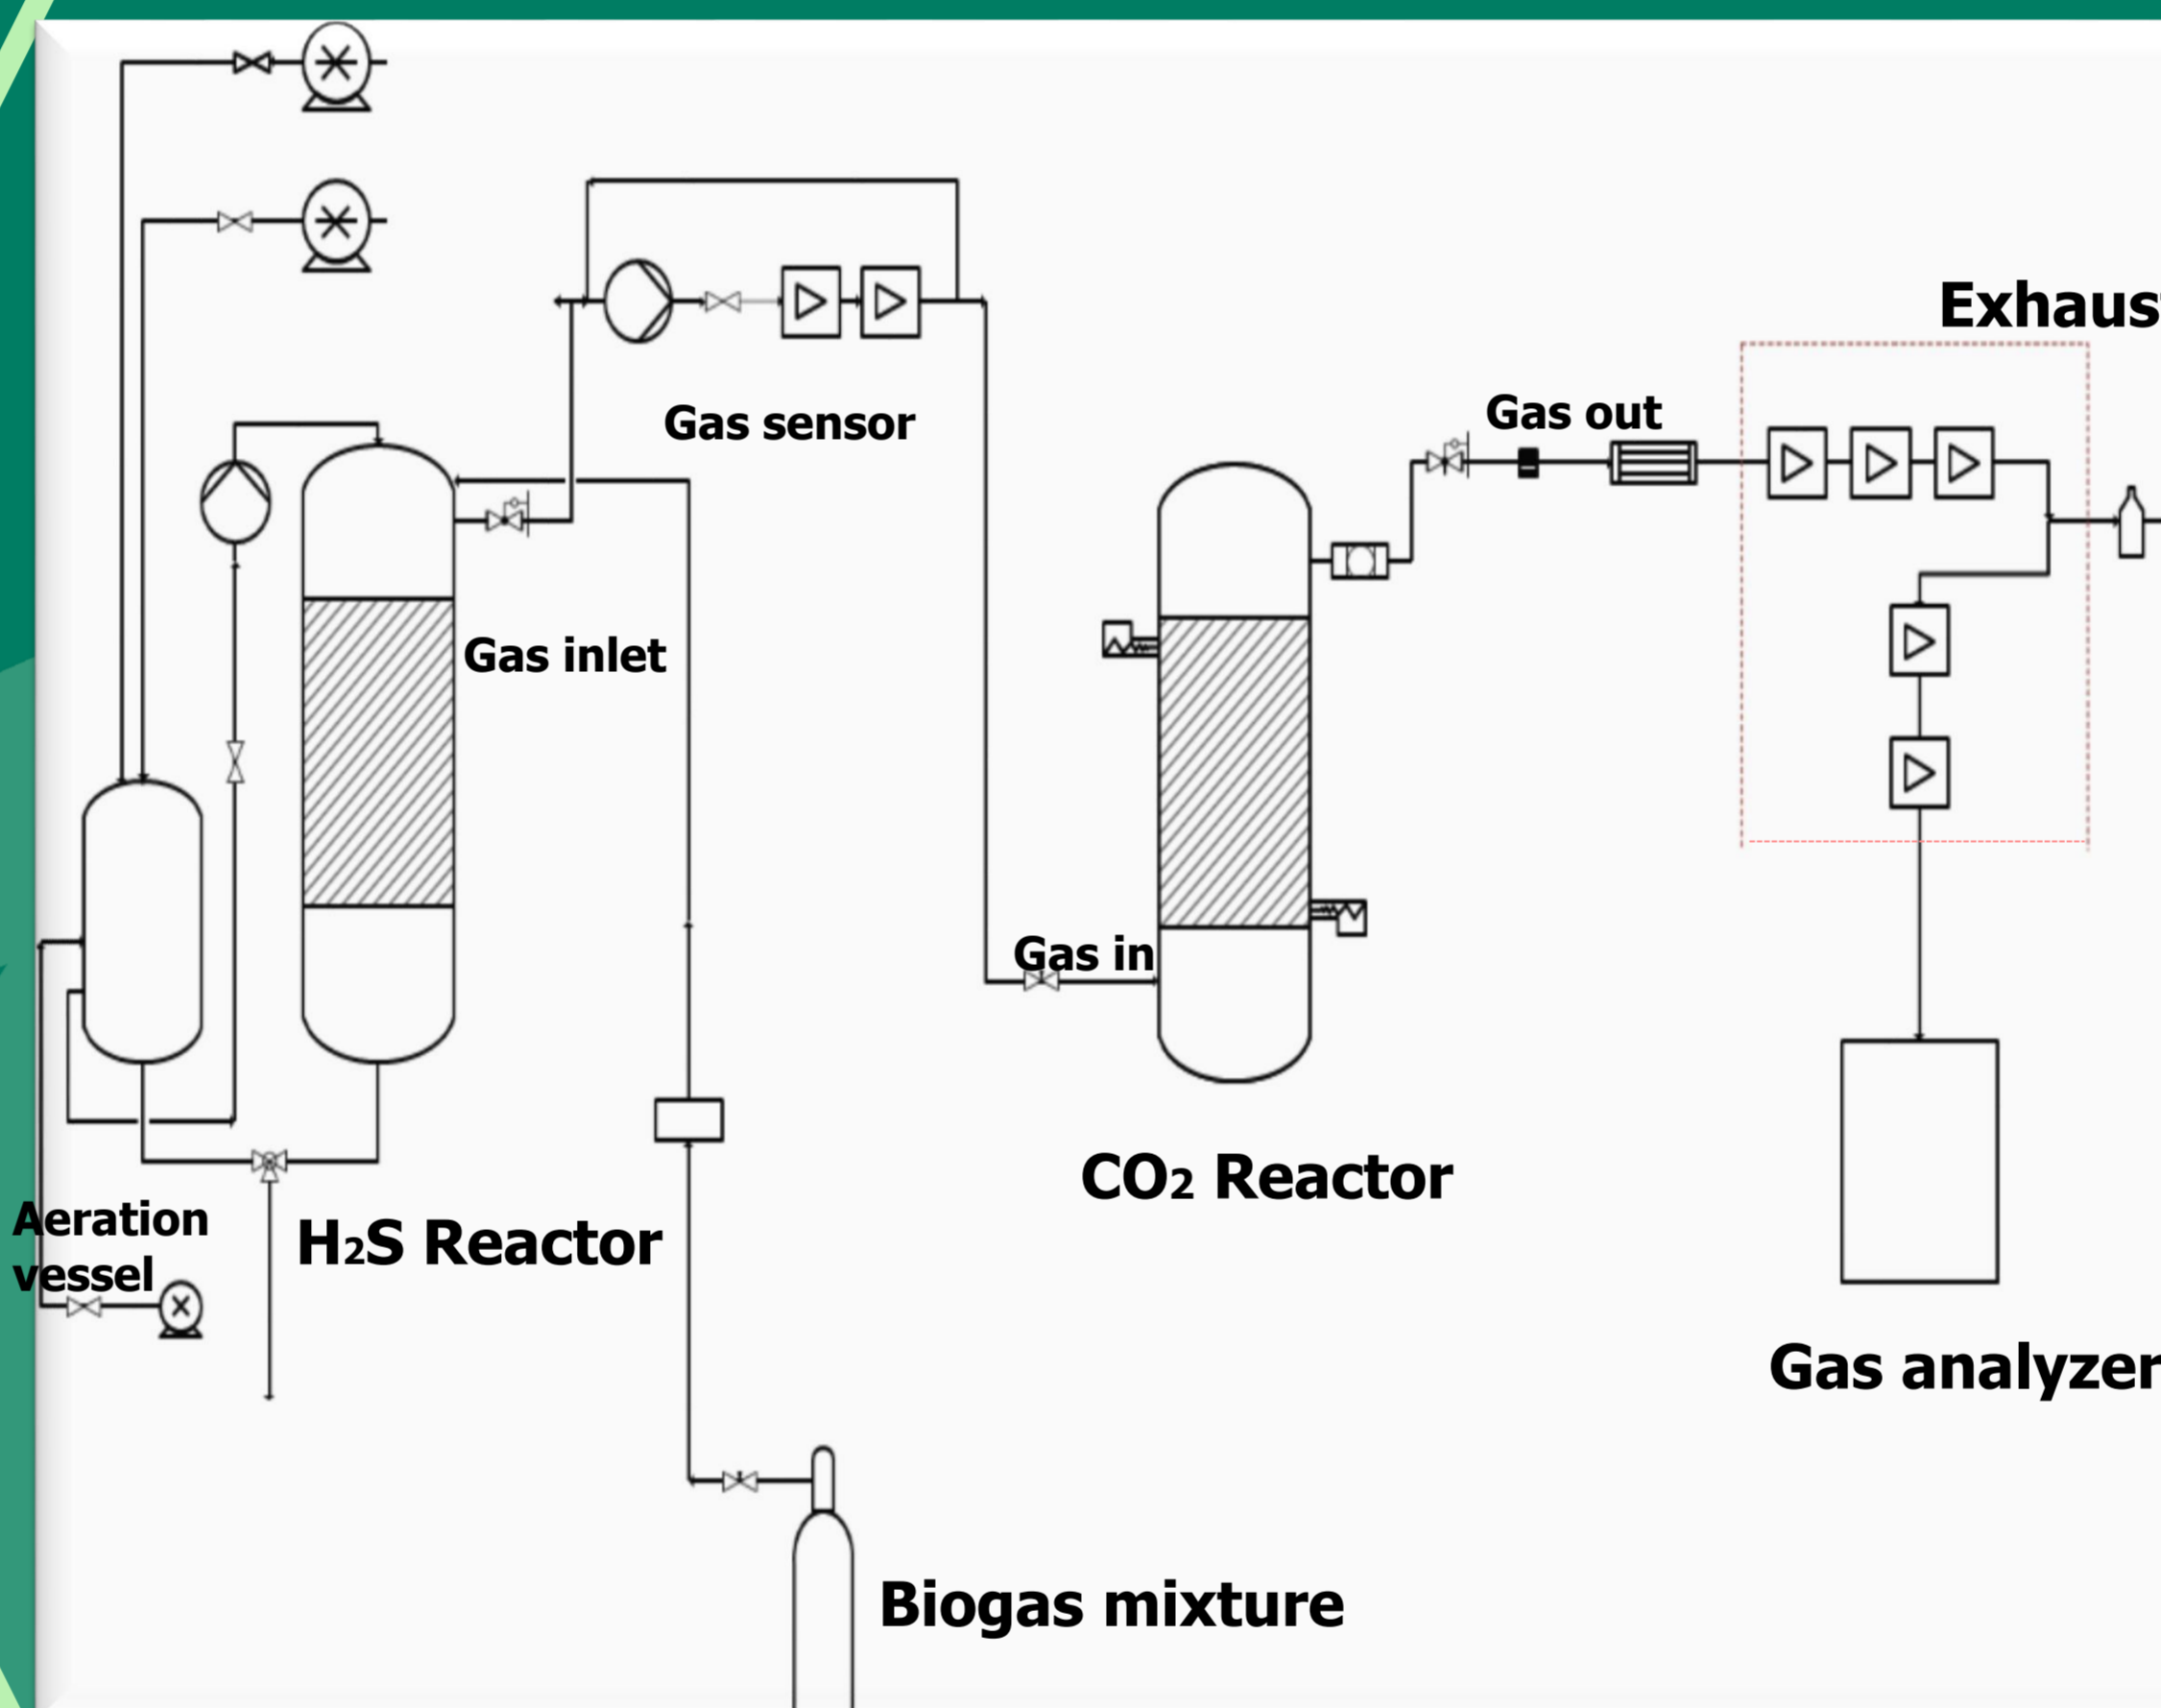 Exhaust
Gas out
Gas sensor
Gas inlet
Gas in
CO2 Reactor
Aeration
vessel
H2S Reactor
Gas analyzer
Biogas mixture